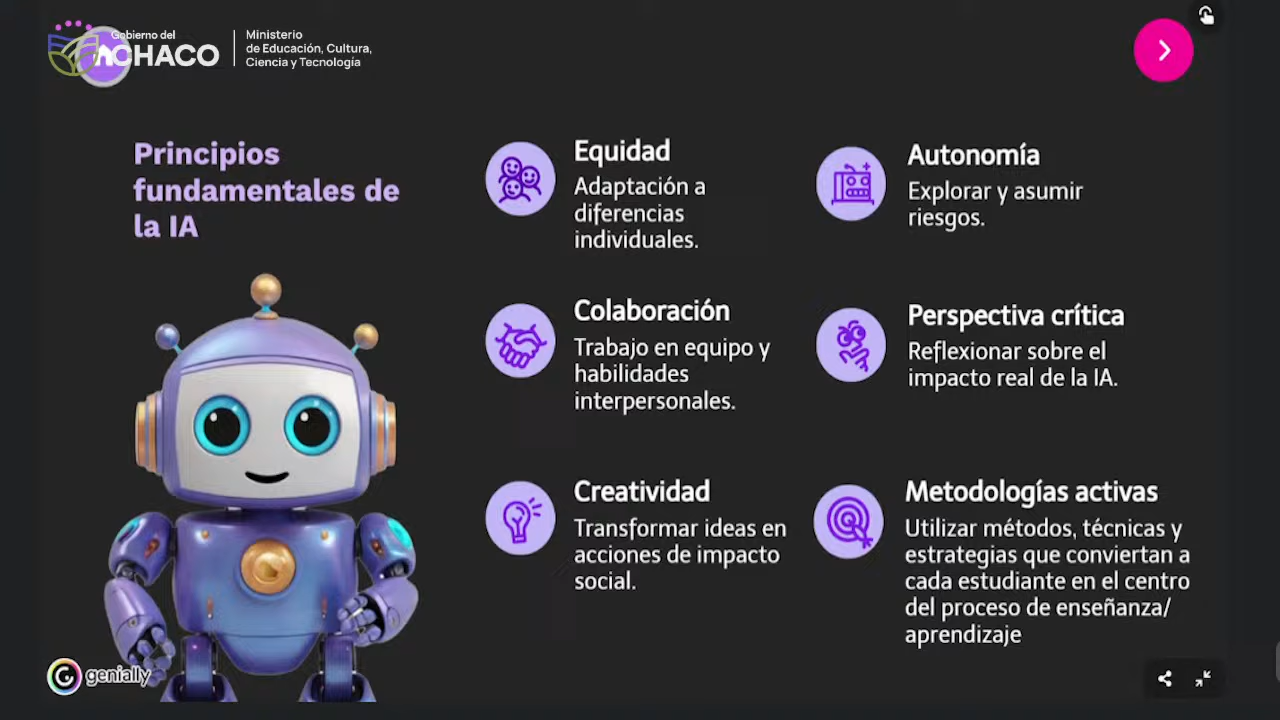 Gobierno del
CHACO
Ministerio
de Educación, Cultura,
Ciencia y Tecnología
Principios
fundamentales de
la IA
Equidad
Adaptación a
diferencias
individuales.
Autonomía
Explorar y asumir
riesgos.
Colaboración
Trabajo en equipo y
habilidades
interpersonales.
Perspectiva crítica
Reflexionar sobre el
impacto real de la IA.
Creatividad
Transformar ideas en
acciones de impacto
social.
Metodologías activas
Utilizar métodos, técnicas y
estrategias que conviertan a
cada estudiante en el centro
del proceso de enseñanza/
aprendizaje
genially